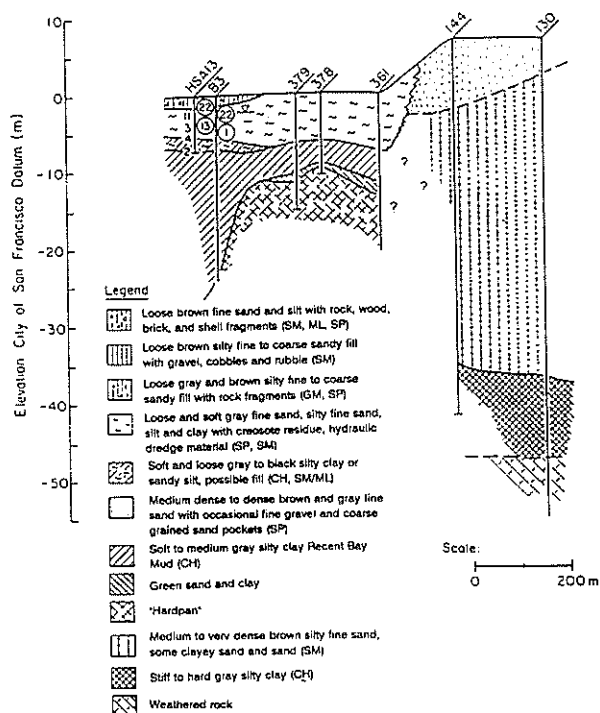 10
0
-10
-20
-30
-40
-50
Elevation City of San Francisco Datum (m)
HSA13
B3
379
378
361
144
130
22
22
11
13
3
1
4
2
?
?
?
Legend
Loose brown fine sand and silt with rock, wood,
brick, and shell fragments (SM, ML, SP)
Loose brown silty fine to coarse sandy fill
with gravel, cobbles and rubble (SM)
Loose gray and brown silty fine to coarse
sandy fill with rock fragments (GM, SP)
Loose and soft gray fine sand, silty fine sand,
silt and clay with creosote residue, hydraulic
dredge material (SP, SM)
Soft and loose gray to black silty clay or
sandy silt, possible fill (CH, SM/ML)
Medium dense to dense brown and gray fine
sand with occasional fine gravel and coarse
grained sand pockets (SP)
Soft to medium gray silty clay Recent Bay
Mud (CH)
Green sand and clay
"Hardpan"
Medium to very dense brown silty fine sand,
some clayey sand and sand (SM)
Stiff to hard gray silty clay (CH)
Weathered rock
Scale:
0 200 m